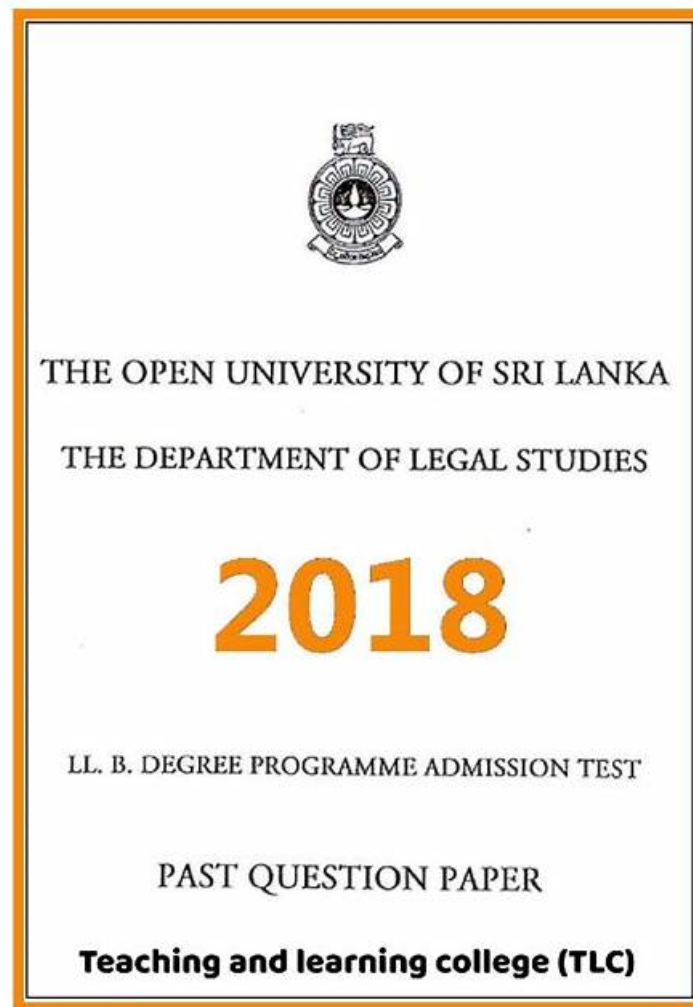 THE OPEN UNIVERSITY OF SRI LANKA
THE DEPARTMENT OF LEGAL STUDIES
2018
LL. B. DEGREE PROGRAMME ADMISSION TEST
PAST QUESTION PAPER
Teaching and learning college (TLC)